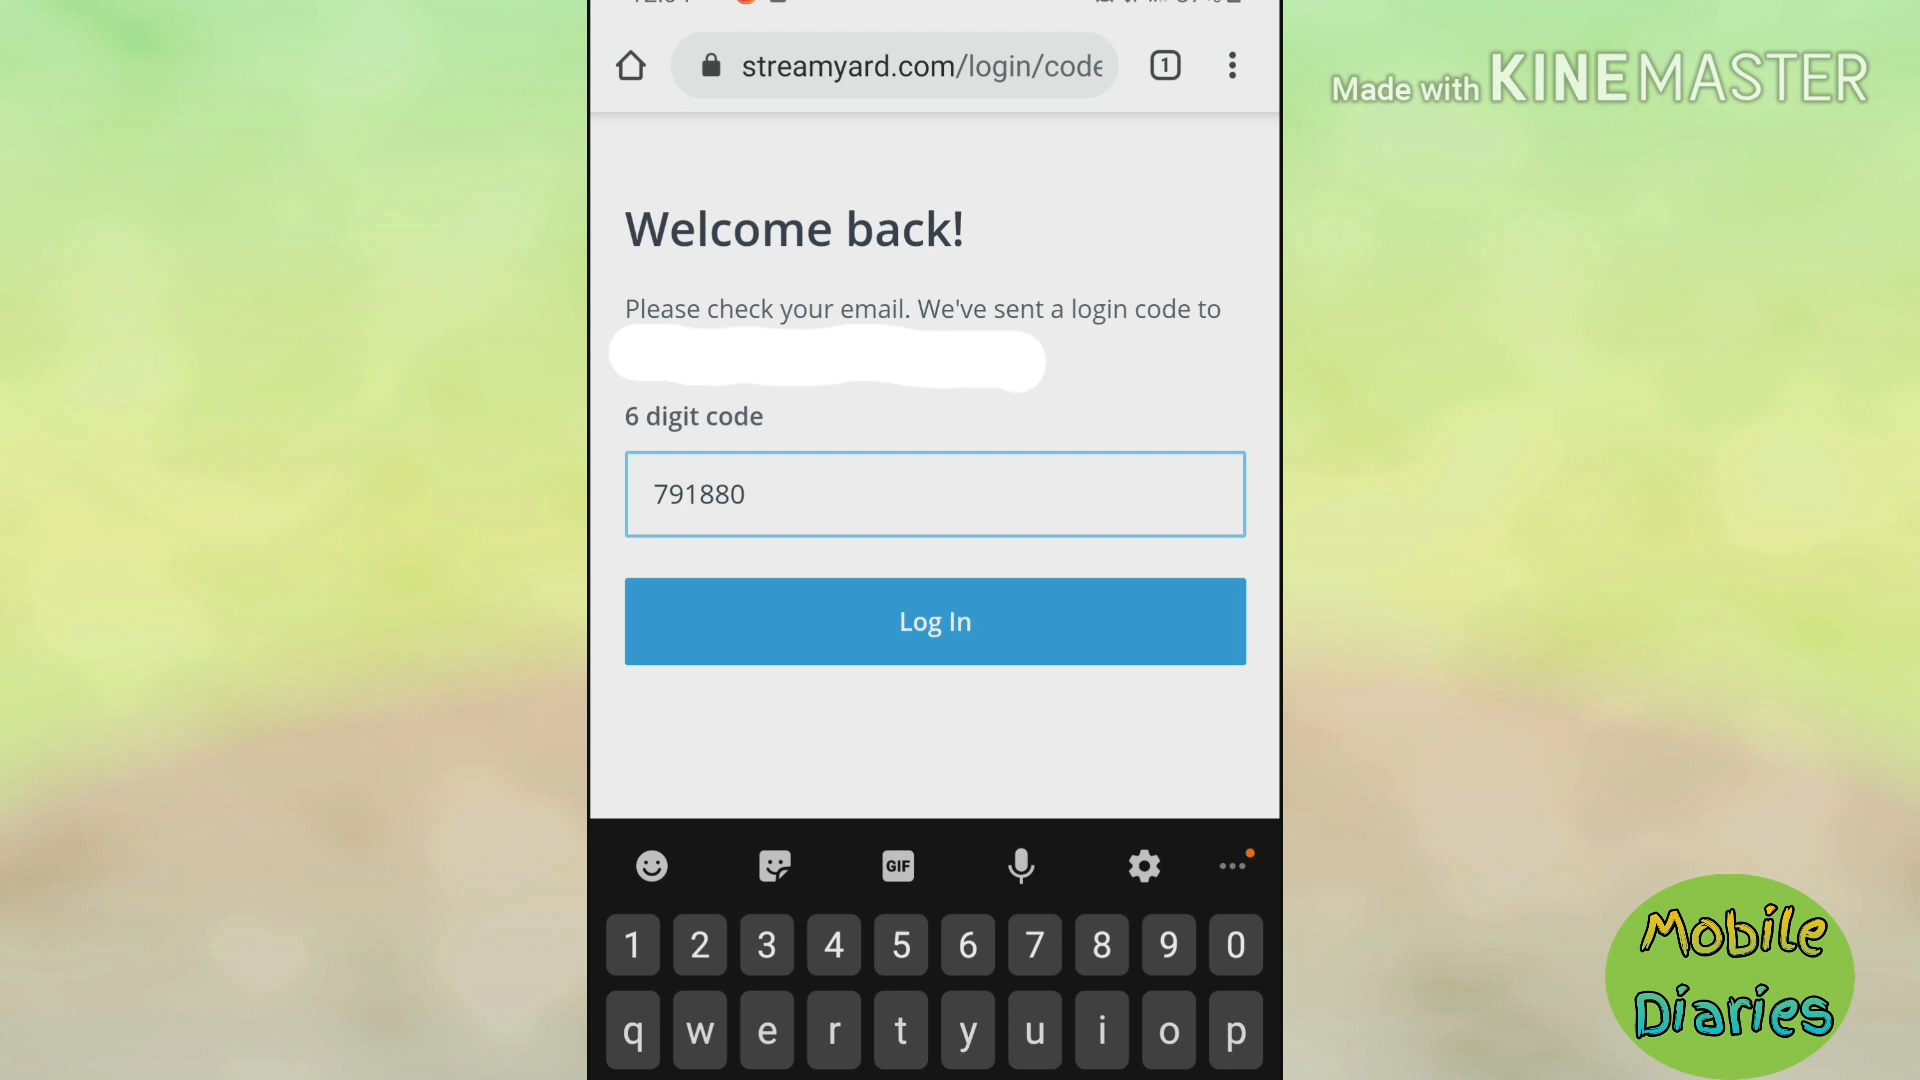 streamyard.com/login/code
1
Made with KINEMASTER
Welcome back!
Please check your email. We've sent a login code to
6 digit code
791880
Log In
GIF
1 2 3 4 5 6 7 8 9 0
q w e r t y u i o p
Mobile
Diaries